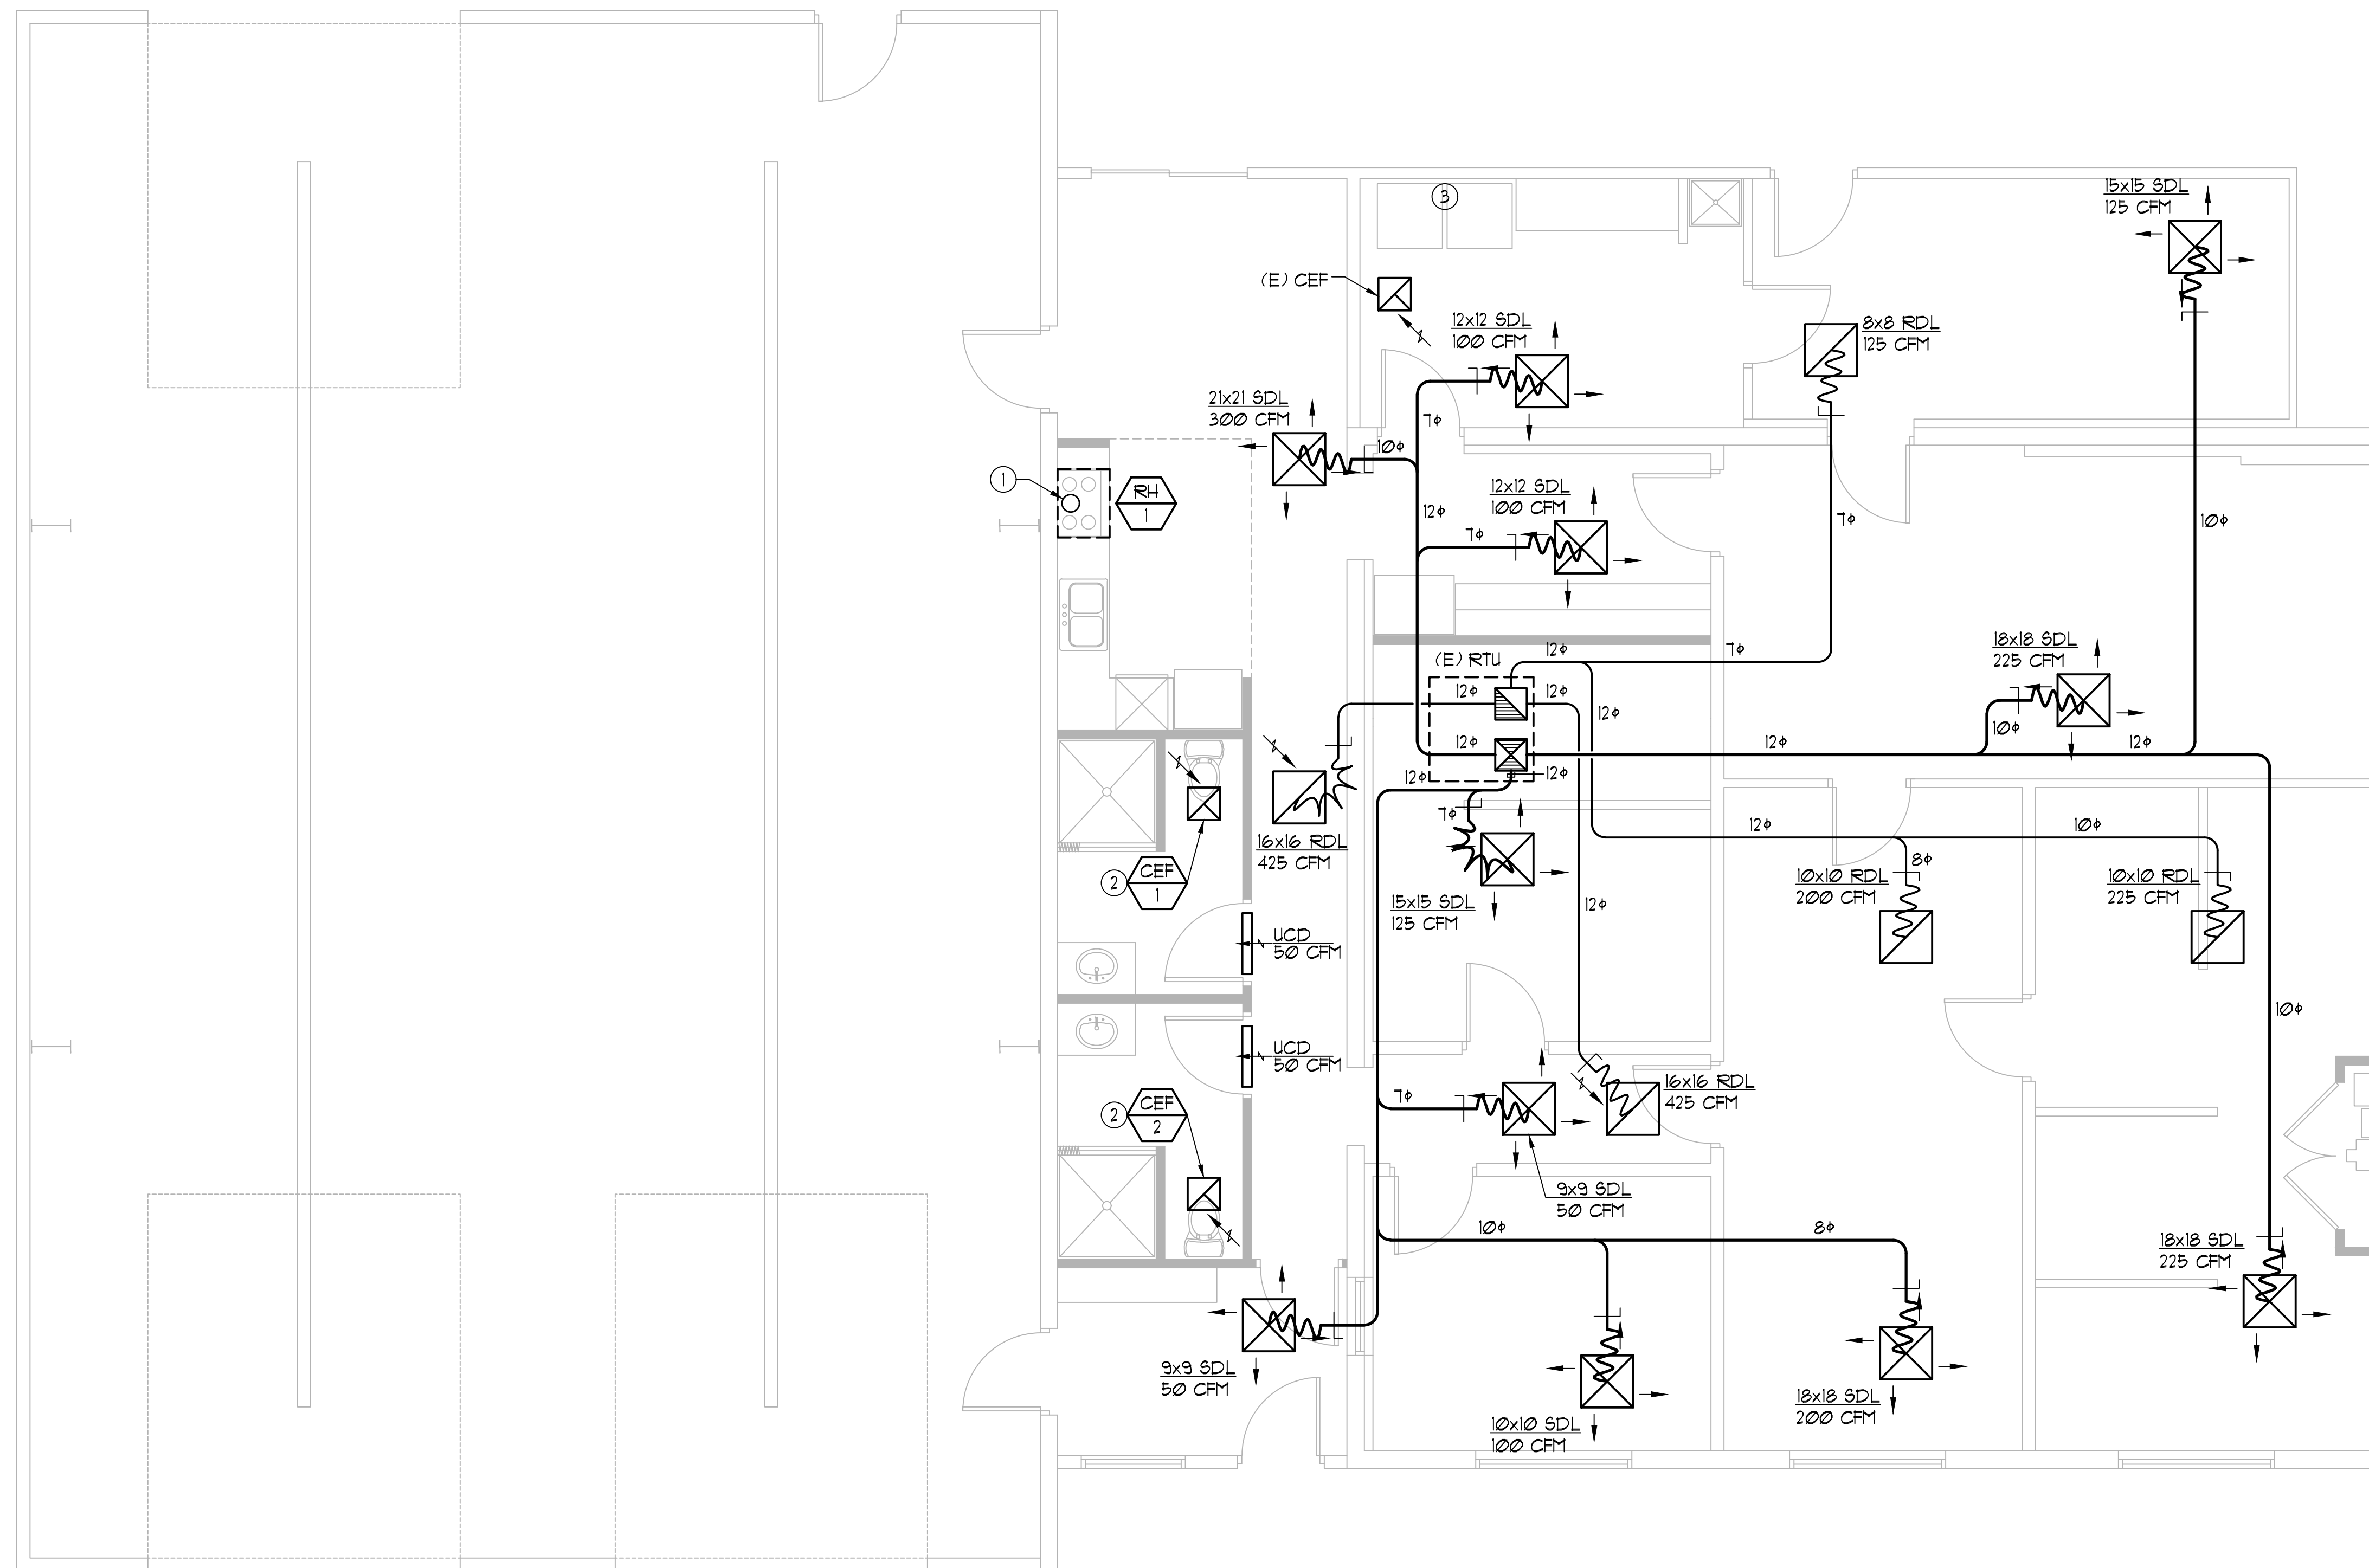 15x15 SDL
125 CFM
3
(E) CEF
12x12 SDL
100 CFM
8x8 RDL
125 CFM
21x21 SDL
300 CFM
7φ
10φ
1
RH
1
12φ
12x12 SDL
100 CFM
7φ
7φ
10φ
18x18 SDL
225 CFM
10φ
12φ
(E) RTU
12φ
7φ
12φ
12φ
12φ
12φ
12φ
12φ
12φ
12φ
7φ
16x16 RDL
425 CFM
12φ
10φ
8φ
10x10 RDL
200 CFM
10x10 RDL
225 CFM
2
CEF
1
15x15 SDL
125 CFM
12φ
UCD
50 CFM
10φ
UCD
50 CFM
7φ
16x16 RDL
425 CFM
2
CEF
2
9x9 SDL
50 CFM
10φ
8φ
18x18 SDL
225 CFM
9x9 SDL
50 CFM
10x10 SDL
100 CFM
18x18 SDL
200 CFM